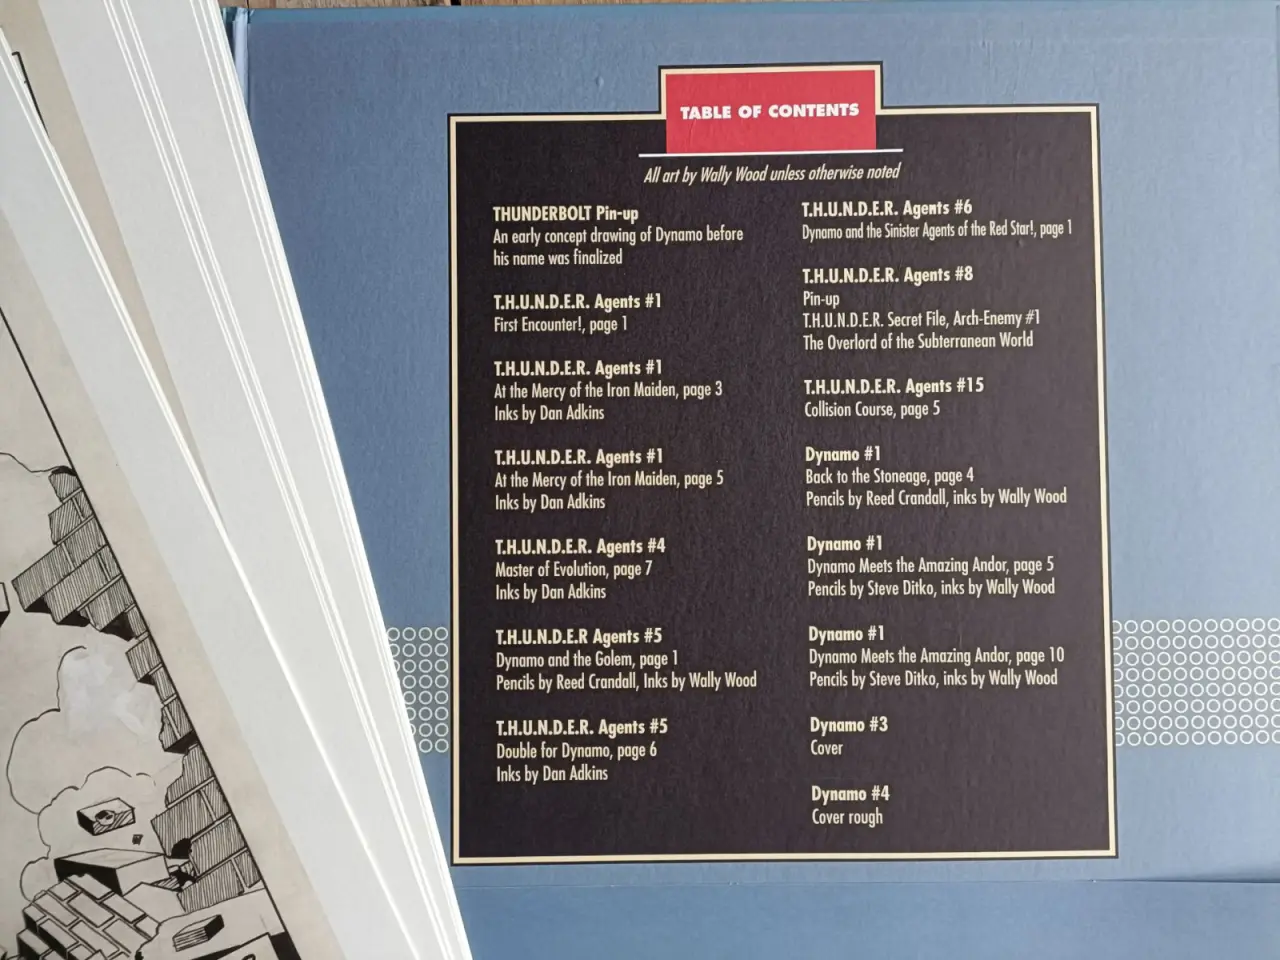 TABLE OF CONTENTS
All art by Wally Wood unless otherwise noted
THUNDERBOLT Pin-up
An early concept drawing of Dynamo before
his name was finalized
T.H.U.N.D.E.R. Agents #1
First Encounter!, page 1
T.H.U.N.D.E.R. Agents #1
At the Mercy of the Iron Maiden, page 3
Inks by Dan Adkins
T.H.U.N.D.E.R. Agents #1
At the Mercy of the Iron Maiden, page 5
Inks by Dan Adkins
T.H.U.N.D.E.R. Agents #4
Master of Evolution, page 7
Inks by Dan Adkins
T.H.U.N.D.E.R Agents #5
Dynamo and the Golem, page 1
Pencils by Reed Crandall, Inks by Wally Wood
T.H.U.N.D.E.R. Agents #5
Double for Dynamo, page 6
Inks by Dan Adkins
T.H.U.N.D.E.R. Agents #6
Dynamo and the Sinister Agents of the Red Star!, page 1
T.H.U.N.D.E.R. Agents #8
Pin-up
T.H.U.N.D.E.R. Secret File, Arch-Enemy #1
The Overlord of the Subterranean World
T.H.U.N.D.E.R. Agents #15
Collision Course, page 5
Dynamo #1
Back to the Stoneage, page 4
Pencils by Reed Crandall, inks by Wally Wood
Dynamo #1
Dynamo Meets the Amazing Andor, page 5
Pencils by Steve Ditko, inks by Wally Wood
Dynamo #1
Dynamo Meets the Amazing Andor, page 10
Pencils by Steve Ditko, inks by Wally Wood
Dynamo #3
Cover
Dynamo #4
Cover rough